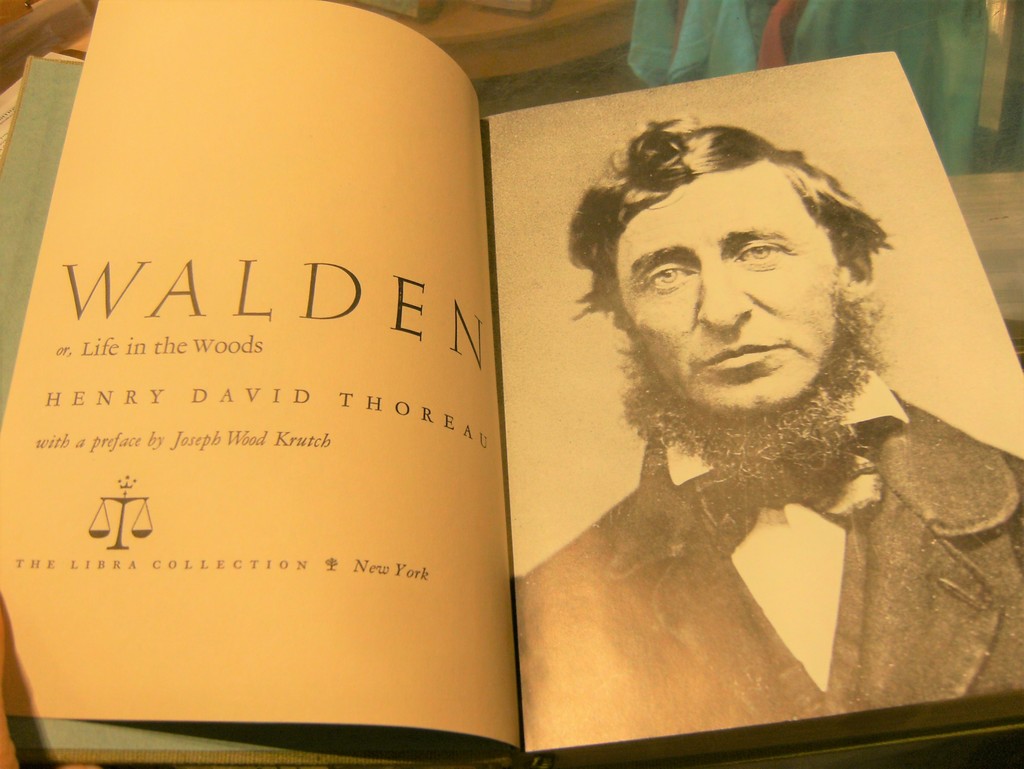 WALDEN
or, Life in the Woods
HENRY DAVID THOREAU
with a preface by Joseph Wood Krutch
THE LIBRA COLLECTION New York